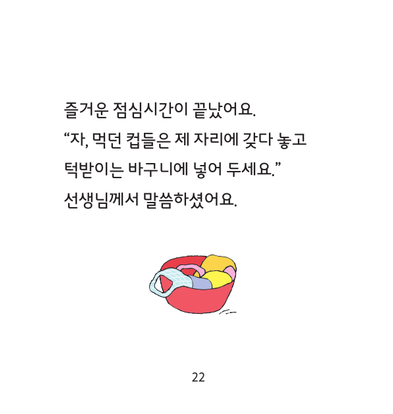 즐거운 점심시간이 끝났어요.
“자, 먹던 컵들은 제 자리에 갖다 놓고
턱받이는 바구니에 넣어 두세요.”
선생님께서 말씀하셨어요.
22